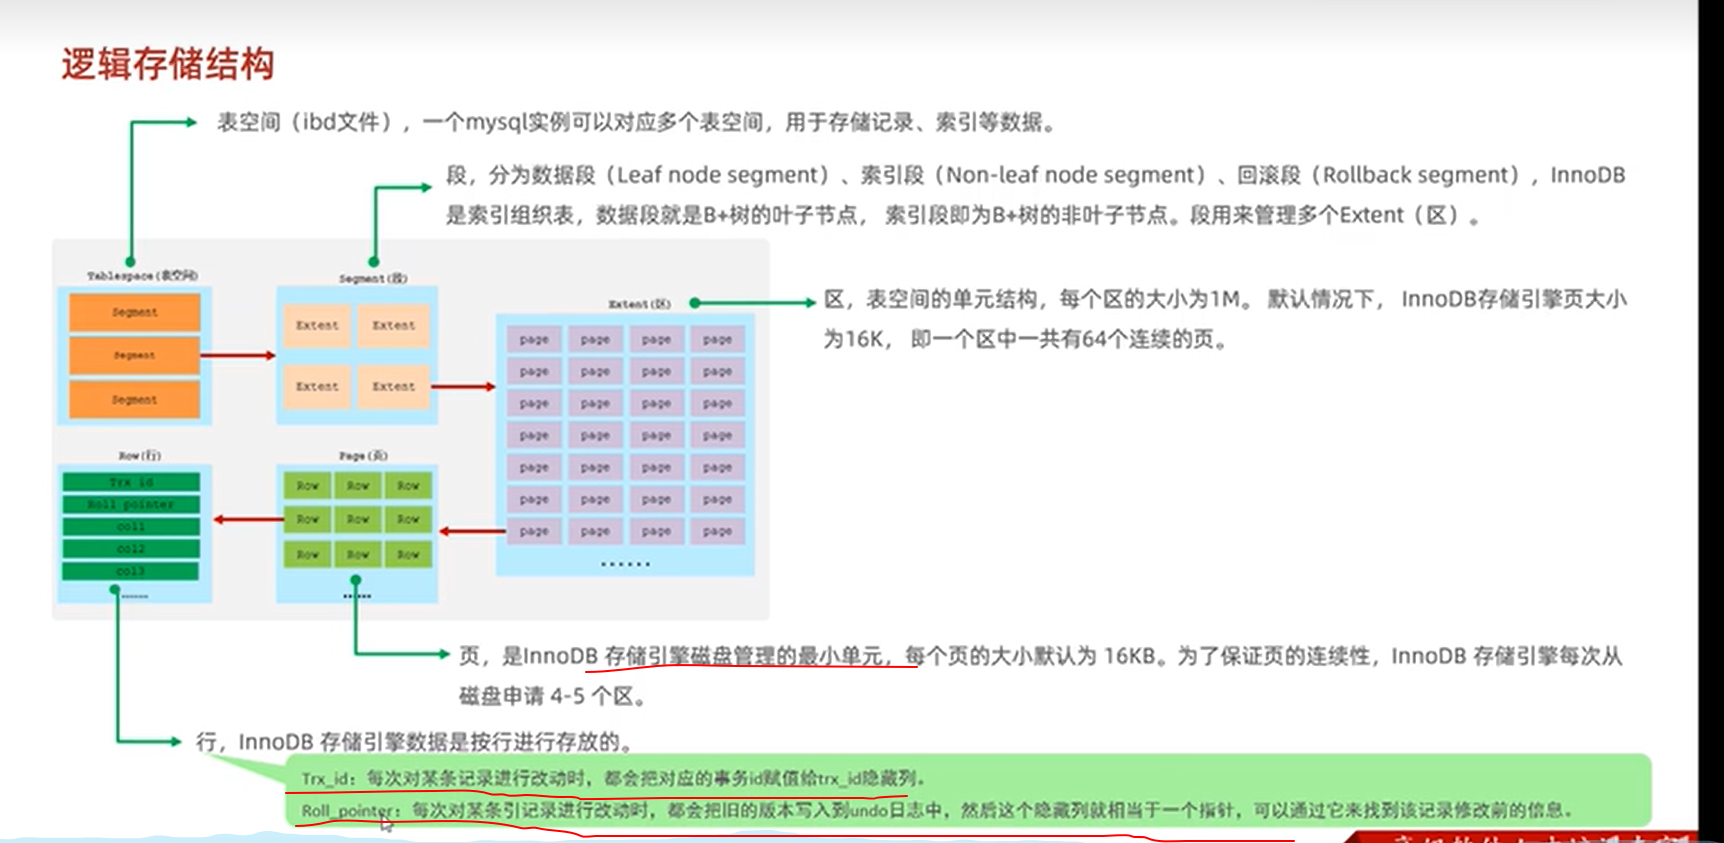 逻辑存储结构
表空间（ibd文件），一个mysql实例可以对应多个表空间，用于存储记录、索引等数据。
段，分为数据段（Leaf node segment）、索引段（Non-leaf node segment）、回滚段（Rollback segment），InnoDB
是索引组织表，数据段就是B+树的叶子节点， 索引段即为B+树的非叶子节点。段用来管理多个Extent（区）。
Tablespace(表空间)
Segment
Segment
Segment
Segment(段)
Extent Extent
Extent Extent
Extent(区)
page page page page
page page page page
page page page page
page page page page
page page page page
page page page page
page page page page
......
区，表空间的单元结构，每个区的大小为1M。 默认情况下， InnoDB存储引擎页大小
为16K， 即一个区中一共有64个连续的页。
Row(行)
Trx id
Roll pointer
col1
col2
col3
......
Page(页)
Row Row Row
Row Row Row
Row Row Row
......
页，是InnoDB 存储引擎磁盘管理的最小单元，每个页的大小默认为 16KB。为了保证页的连续性，InnoDB 存储引擎每次从
磁盘申请 4-5 个区。
行，InnoDB 存储引擎数据是按行进行存放的。
Trx_id：每次对某条记录进行改动时，都会把对应的事务id赋值给trx_id隐藏列。
Roll_pointer：每次对某条引记录进行改动时，都会把旧的版本写入到undo日志中，然后这个隐藏列就相当于一个指针，可以通过它来找到该记录修改前的信息。